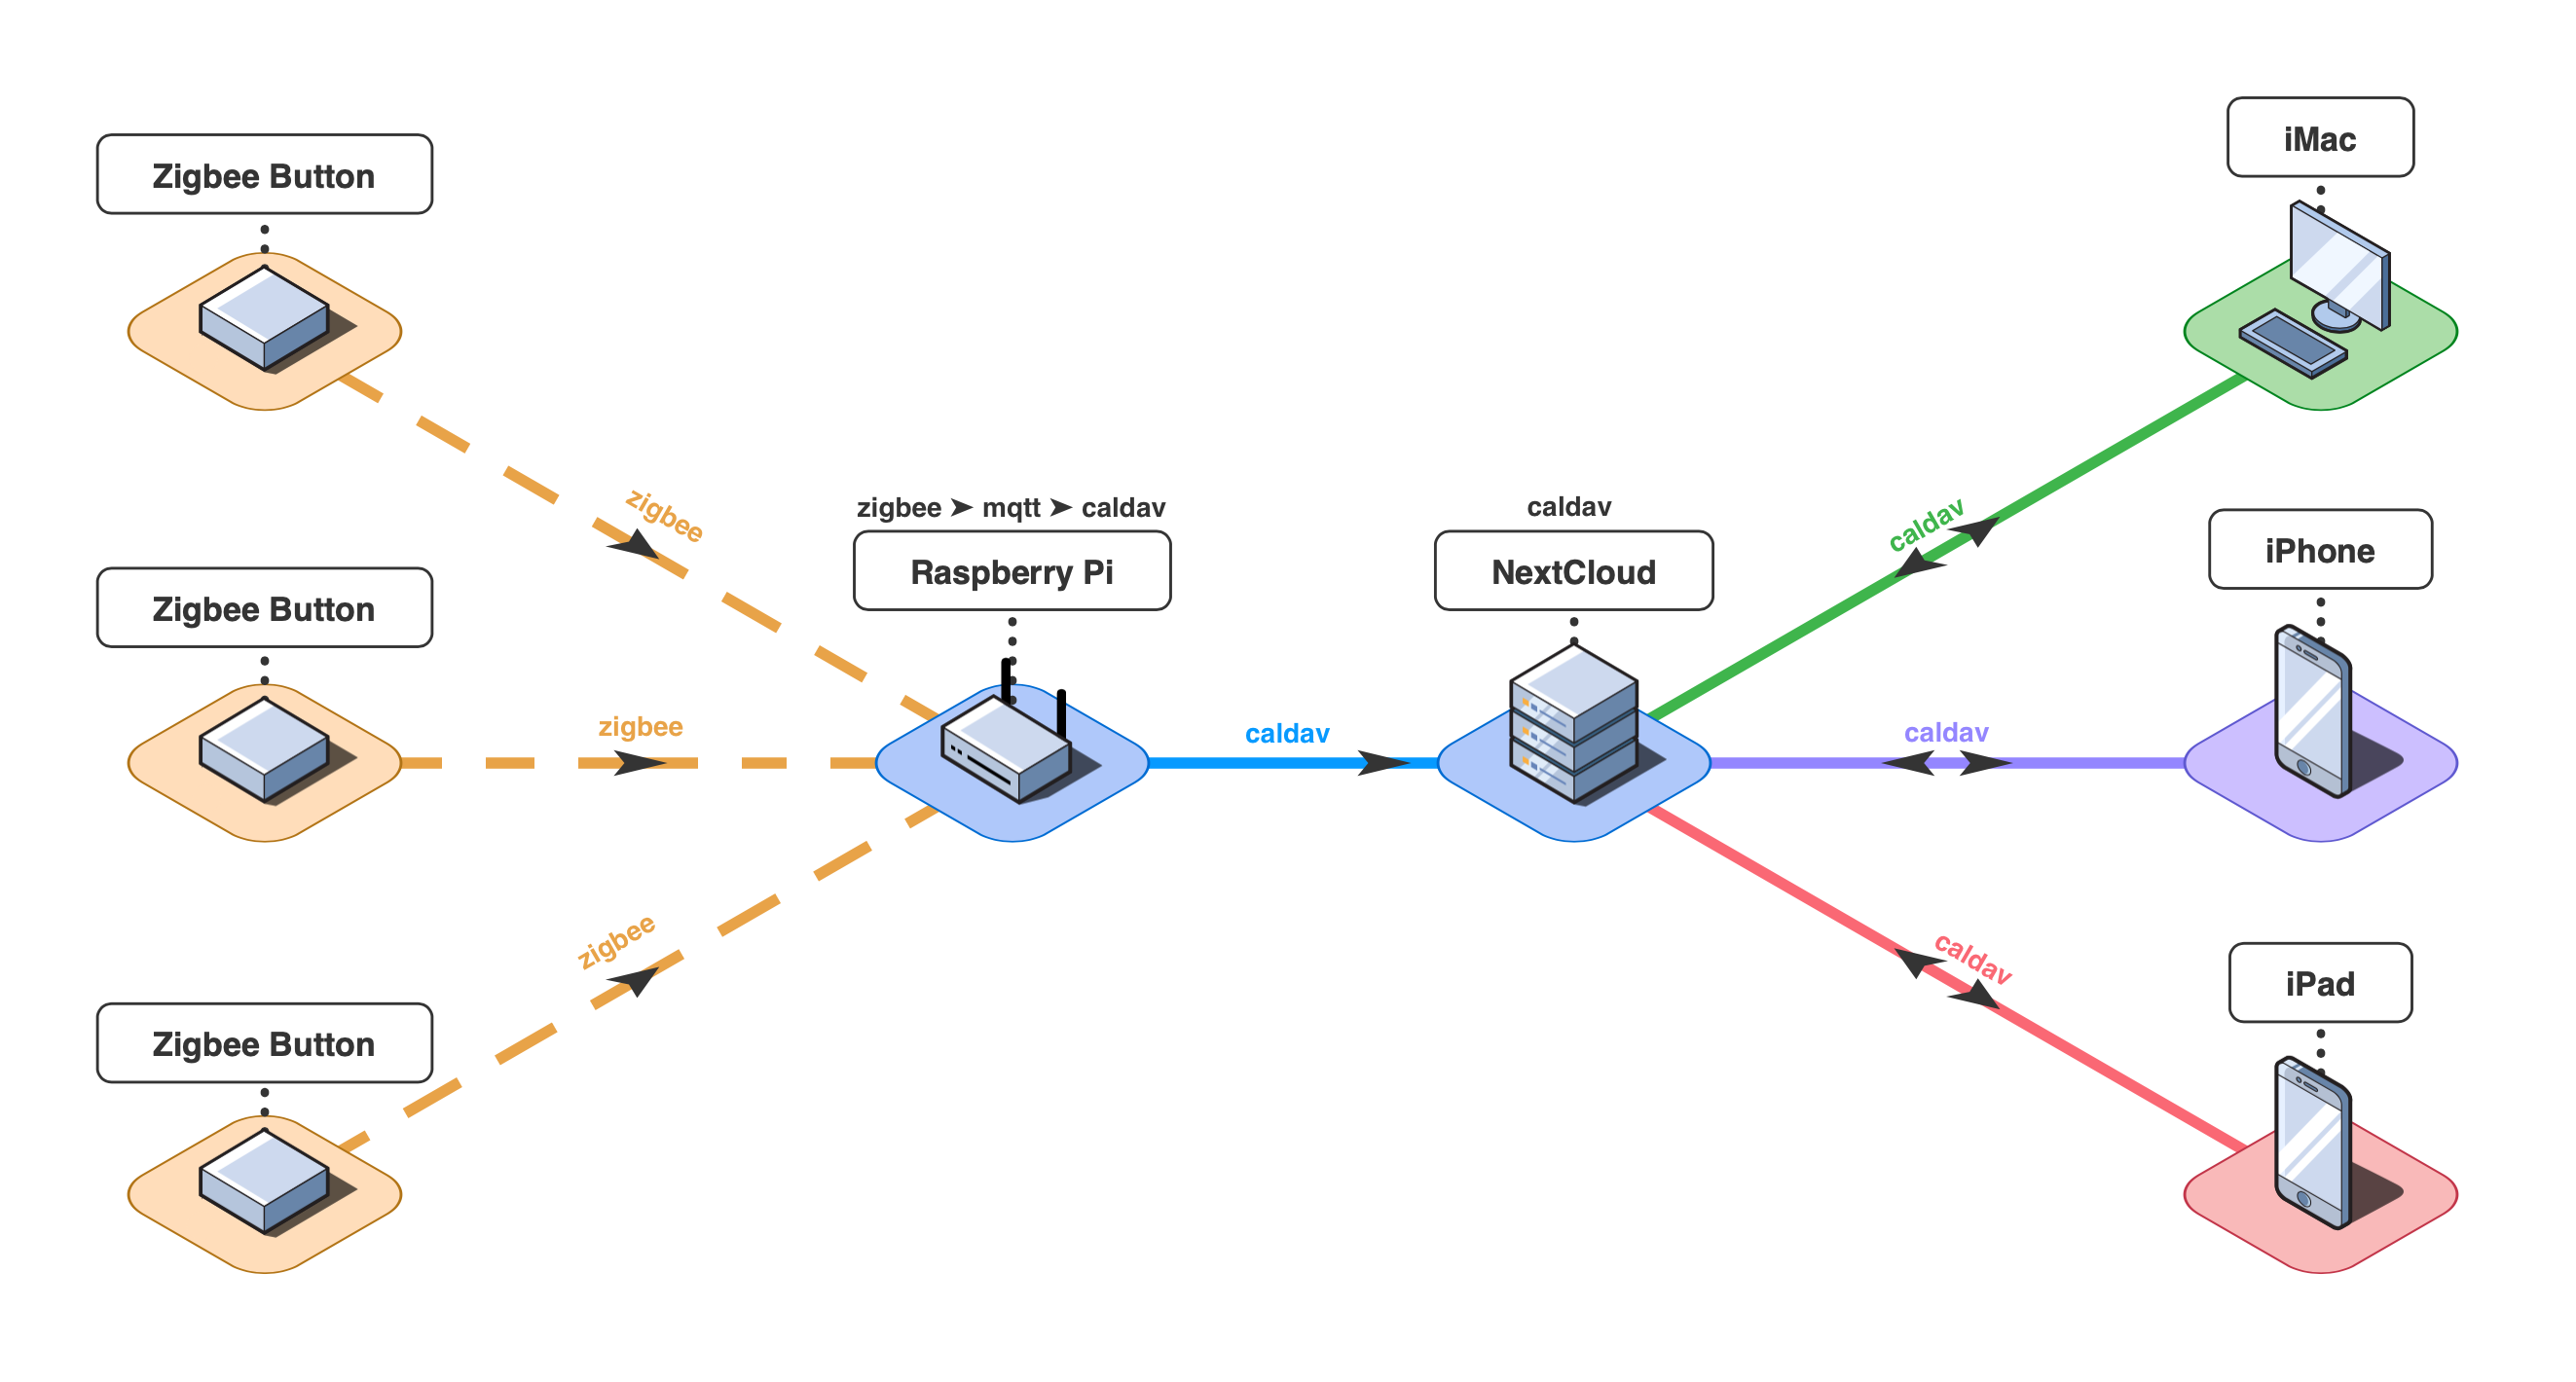 iMac
Zigbee Button
zigbee
zigbee ➤ mqtt ➤ caldav
caldav
caldav
iPhone
Raspberry Pi
NextCloud
Zigbee Button
zigbee
caldav
caldav
zigbee
caldav
iPad
Zigbee Button